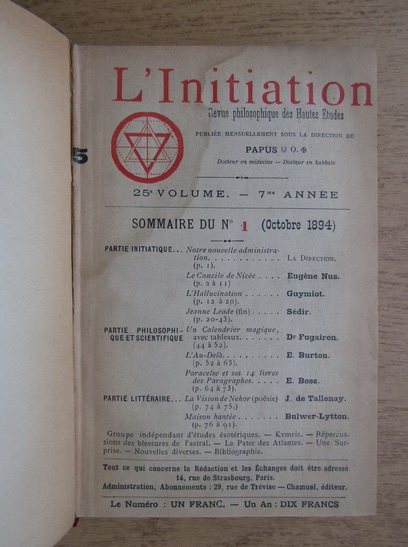 5
L'Initiation
Revue philosophique des Hautes Études
PUBLIÉE MENSUELLEMENT SOUS LA DIRECTION DE
PAPUS
Docteur en médecine — Docteur en kabbale
25e VOLUME. — 7me ANNÉE
SOMMAIRE DU No 1 (Octobre 1894)
PARTIE INITIATIQUE... Notre nouvelle administra-
tion............ LA DIRECTION.
(p. 1).
Le Concile de Nicée .... Eugène Nus.
(p. 2 à 11)
L'Hallucination ...... Guymiot.
(p. 12 à 20).
Jeanne Leade (fin)..... Sédir.
(p. 20-43).
PARTIE PHILOSOPHI- Un Calendrier magique,
QUE ET SCIENTIFIQUE avec tableaux....... Dr Fugairon.
(44 à 52).
L'Au-Delà.......... E. Burton.
(p. 52 à 63).
Paracelse et ses 14 livres
des Paragraphes..... E. Bosc.
(p. 64 à 73).
PARTIE LITTÉRAIRE... La Vision de Nehor (poésie) J. de Tallenay.
(p. 74 à 75.)
Maison hantée....... Bulwer-Lytton.
(p. 76 à 91).
Groupe indépendant d'études ésotériques. — Kymris. — Répercus-
sions des blessures de l'astral. — Le Pater des Atlantes. — Une Sur-
prise. — Nouvelles diverses. — Bibliographie.
Tout ce qui concerne la Rédaction et les Échanges doit être adressé
14, rue de Strasbourg, Paris.
Administration, Abonnements : 29, rue de Trévise — Chamuel, éditeur.
Le Numéro : UN FRANC. — Un An : DIX FRANCS